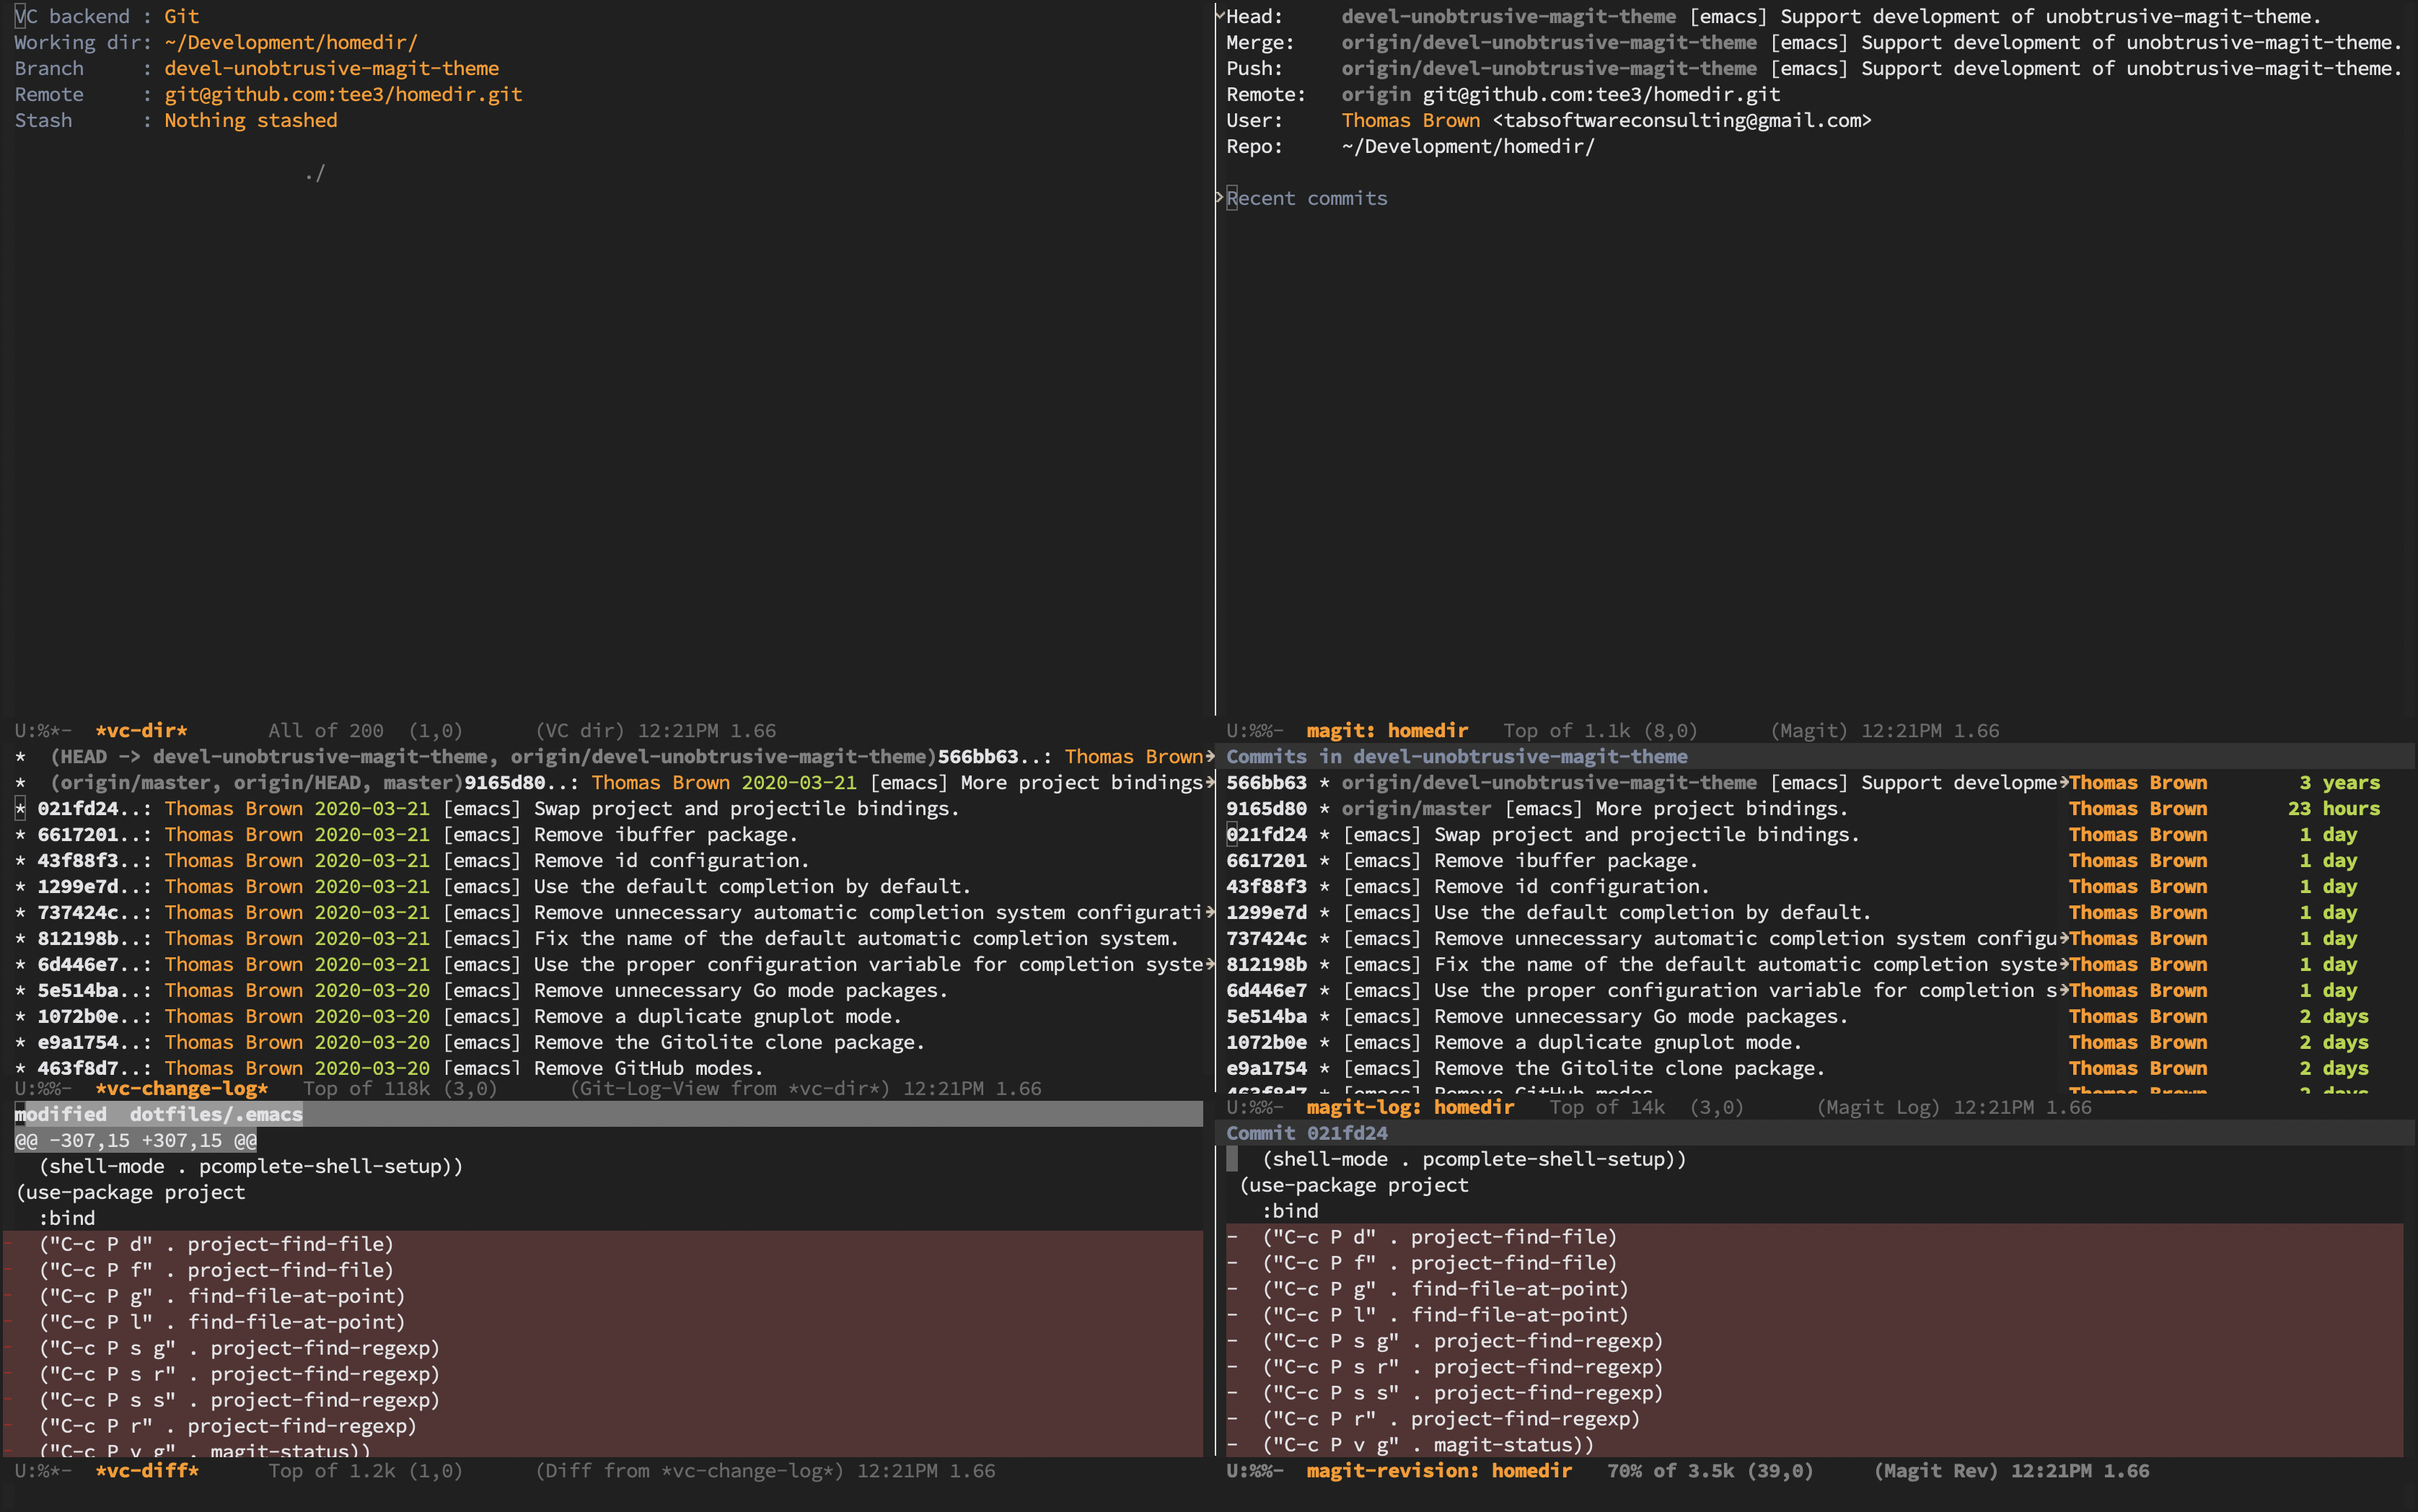 VC backend : Git
Working dir: ~/Development/homedir/
Branch     : devel-unobtrusive-magit-theme
Remote     : git@github.com:tee3/homedir.git
Stash      : Nothing stashed
./
U:%*-  *vc-dir*       All of 200  (1,0)      (VC dir) 12:21PM 1.66
*  (HEAD -> devel-unobtrusive-magit-theme, origin/devel-unobtrusive-magit-theme)566bb63..: Thomas Brown
*  (origin/master, origin/HEAD, master)9165d80..: Thomas Brown 2020-03-21 [emacs] More project bindings
* 021fd24..: Thomas Brown 2020-03-21 [emacs] Swap project and projectile bindings.
* 6617201..: Thomas Brown 2020-03-21 [emacs] Remove ibuffer package.
* 43f88f3..: Thomas Brown 2020-03-21 [emacs] Remove id configuration.
* 1299e7d..: Thomas Brown 2020-03-21 [emacs] Use the default completion by default.
* 737424c..: Thomas Brown 2020-03-21 [emacs] Remove unnecessary automatic completion system configurati
* 812198b..: Thomas Brown 2020-03-21 [emacs] Fix the name of the default automatic completion system.
* 6d446e7..: Thomas Brown 2020-03-21 [emacs] Use the proper configuration variable for completion syste
* 5e514ba..: Thomas Brown 2020-03-20 [emacs] Remove unnecessary Go mode packages.
* 1072b0e..: Thomas Brown 2020-03-20 [emacs] Remove a duplicate gnuplot mode.
* e9a1754..: Thomas Brown 2020-03-20 [emacs] Remove the Gitolite clone package.
* 463f8d7..: Thomas Brown 2020-03-20 [emacs] Remove GitHub modes.
U:%%-  *vc-change-log*   Top of 118k (3,0)      (Git-Log-View from *vc-dir*) 12:21PM 1.66
modified  dotfiles/.emacs
@@ -307,15 +307,15 @@
  (shell-mode . pcomplete-shell-setup))
(use-package project
  :bind
-  ("C-c P d" . project-find-file)
-  ("C-c P f" . project-find-file)
-  ("C-c P g" . find-file-at-point)
-  ("C-c P l" . find-file-at-point)
-  ("C-c P s g" . project-find-regexp)
-  ("C-c P s r" . project-find-regexp)
-  ("C-c P s s" . project-find-regexp)
-  ("C-c P r" . project-find-regexp)
-  ("C-c P v g" . magit-status))
U:%*-  *vc-diff*      Top of 1.2k (1,0)      (Diff from *vc-change-log*) 12:21PM 1.66
Head:     devel-unobtrusive-magit-theme [emacs] Support development of unobtrusive-magit-theme.
Merge:    origin/devel-unobtrusive-magit-theme [emacs] Support development of unobtrusive-magit-theme.
Push:     origin/devel-unobtrusive-magit-theme [emacs] Support development of unobtrusive-magit-theme.
Remote:   origin git@github.com:tee3/homedir.git
User:     Thomas Brown <tabsoftwareconsulting@gmail.com>
Repo:     ~/Development/homedir/
Recent commits
U:%%-  magit: homedir   Top of 1.1k (8,0)      (Magit) 12:21PM 1.66
Commits in devel-unobtrusive-magit-theme
566bb63 * origin/devel-unobtrusive-magit-theme [emacs] Support developme Thomas Brown       3 years
9165d80 * origin/master [emacs] More project bindings.                   Thomas Brown      23 hours
021fd24 * [emacs] Swap project and projectile bindings.                  Thomas Brown       1 day
6617201 * [emacs] Remove ibuffer package.                                Thomas Brown       1 day
43f88f3 * [emacs] Remove id configuration.                               Thomas Brown       1 day
1299e7d * [emacs] Use the default completion by default.                 Thomas Brown       1 day
737424c * [emacs] Remove unnecessary automatic completion system configu Thomas Brown       1 day
812198b * [emacs] Fix the name of the default automatic completion syste Thomas Brown       1 day
6d446e7 * [emacs] Use the proper configuration variable for completion s Thomas Brown       1 day
5e514ba * [emacs] Remove unnecessary Go mode packages.                   Thomas Brown       2 days
1072b0e * [emacs] Remove a duplicate gnuplot mode.                       Thomas Brown       2 days
e9a1754 * [emacs] Remove the Gitolite clone package.                     Thomas Brown       2 days
463f8d7 * [emacs] Remove GitHub modes.                                   Thomas Brown       2 days
U:%%-  magit-log: homedir   Top of 14k  (3,0)      (Magit Log) 12:21PM 1.66
Commit 021fd24
   (shell-mode . pcomplete-shell-setup))
 (use-package project
   :bind
-  ("C-c P d" . project-find-file)
-  ("C-c P f" . project-find-file)
-  ("C-c P g" . find-file-at-point)
-  ("C-c P l" . find-file-at-point)
-  ("C-c P s g" . project-find-regexp)
-  ("C-c P s r" . project-find-regexp)
-  ("C-c P s s" . project-find-regexp)
-  ("C-c P r" . project-find-regexp)
-  ("C-c P v g" . magit-status))
U:%%-  magit-revision: homedir   70% of 3.5k (39,0)     (Magit Rev) 12:21PM 1.66